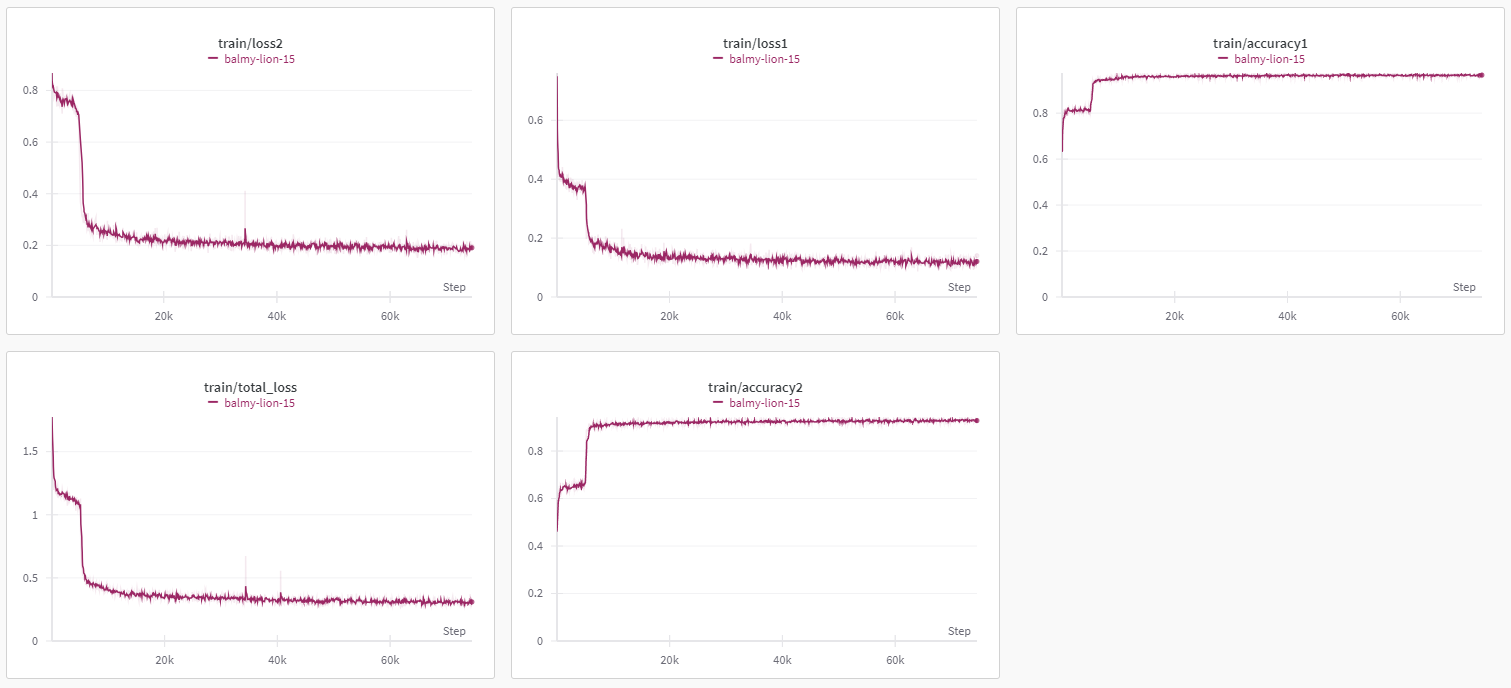 train/loss2
balmy-lion-15
0.8
0.6
0.4
0.2
0
Step
20k
40k
60k
train/loss1
balmy-lion-15
0.6
0.4
0.2
0
Step
20k
40k
60k
train/accuracy1
balmy-lion-15
0.8
0.6
0.4
0.2
0
Step
20k
40k
60k
train/total_loss
balmy-lion-15
1.5
1
0.5
0
Step
20k
40k
60k
train/accuracy2
balmy-lion-15
0.8
0.6
0.4
0.2
0
Step
20k
40k
60k